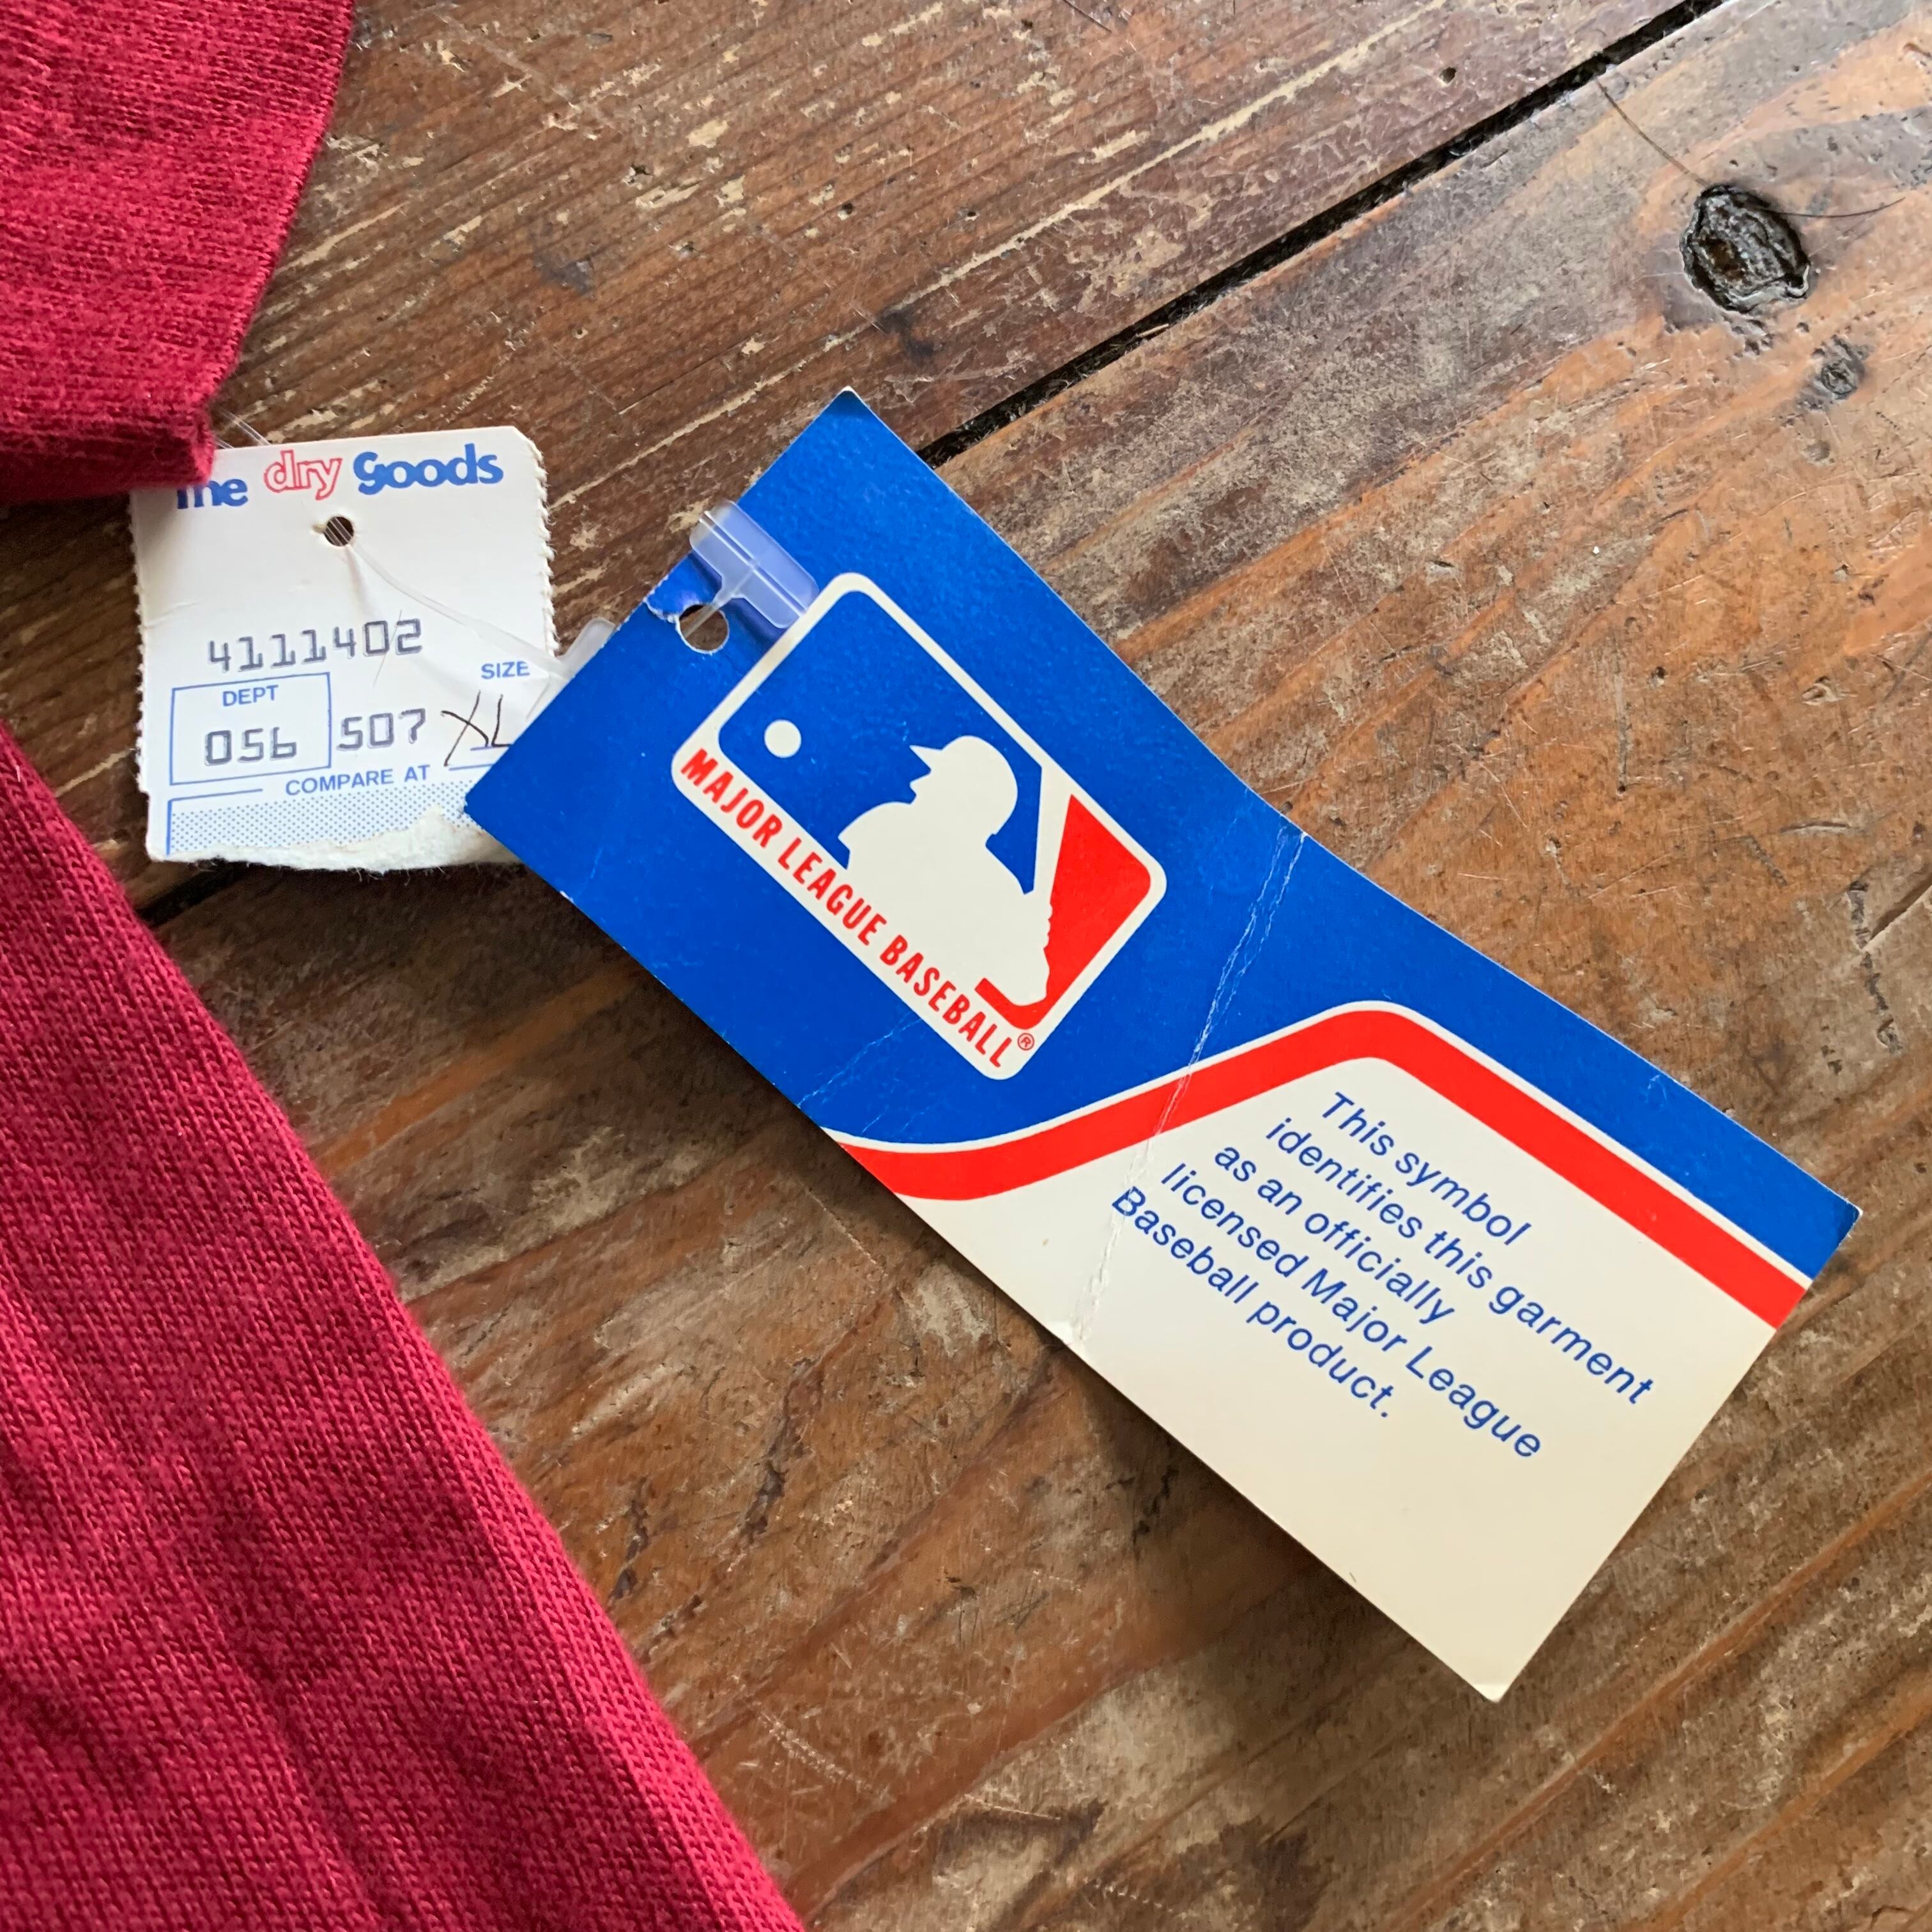 the dry goods
4111402
SIZE
DEPT
056 507 XL
COMPARE AT
MAJOR LEAGUE BASEBALL®
This symbol
identifies this garment
as an officially
licensed Major League
Baseball product.